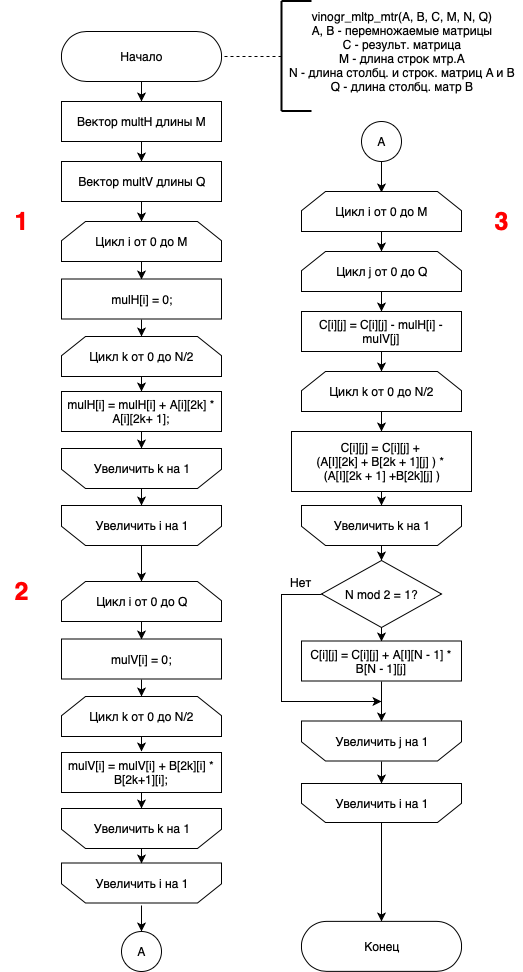 vinogr_mltp_mtr(A, B, C, M, N, Q)
A, B - перемножаемые матрицы
C - результ. матрица
M - длина строк мтр.A
N - длина столбц. и строк. матриц A и B
Q - длина столбц. матр B
Начало
Вектор multH длины M
Вектор multV длины Q
1
Цикл i от 0 до M
mulH[i] = 0;
Цикл k от 0 до N/2
mulH[i] = mulH[i] + A[i][2k] *
A[i][2k+ 1];
Увеличить k на 1
Увеличить i на 1
2
Цикл i от 0 до Q
mulV[i] = 0;
Цикл k от 0 до N/2
mulV[i] = mulV[i] + B[2k][i] *
B[2k+1][i];
Увеличить k на 1
Увеличить i на 1
A
A
3
Цикл i от 0 до M
Цикл j от 0 до Q
C[i][j] = C[i][j] - mulH[i] -
mulV[j]
Цикл k от 0 до N/2
C[i][j] = C[i][j] +
(A[I][2k] + B[2k + 1][j] ) *
(A[I][2k + 1] +B[2k][j] )
Увеличить k на 1
Нет
N mod 2 = 1?
C[i][j] = C[i][j] + A[I][N - 1] *
B[N - 1][j]
Увеличить j на 1
Увеличить i на 1
Конец